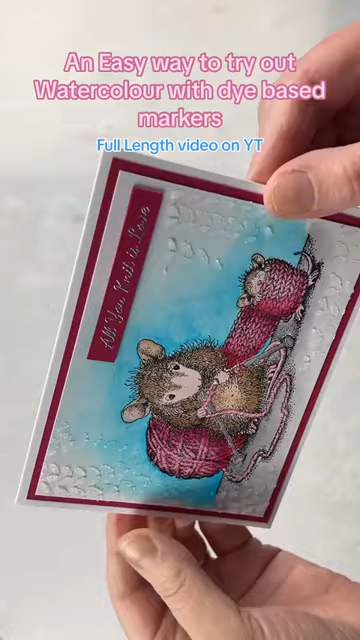 An Easy way to try out
Watercolour with dye based
markers
Full Length video on YT
All You Knit is Love